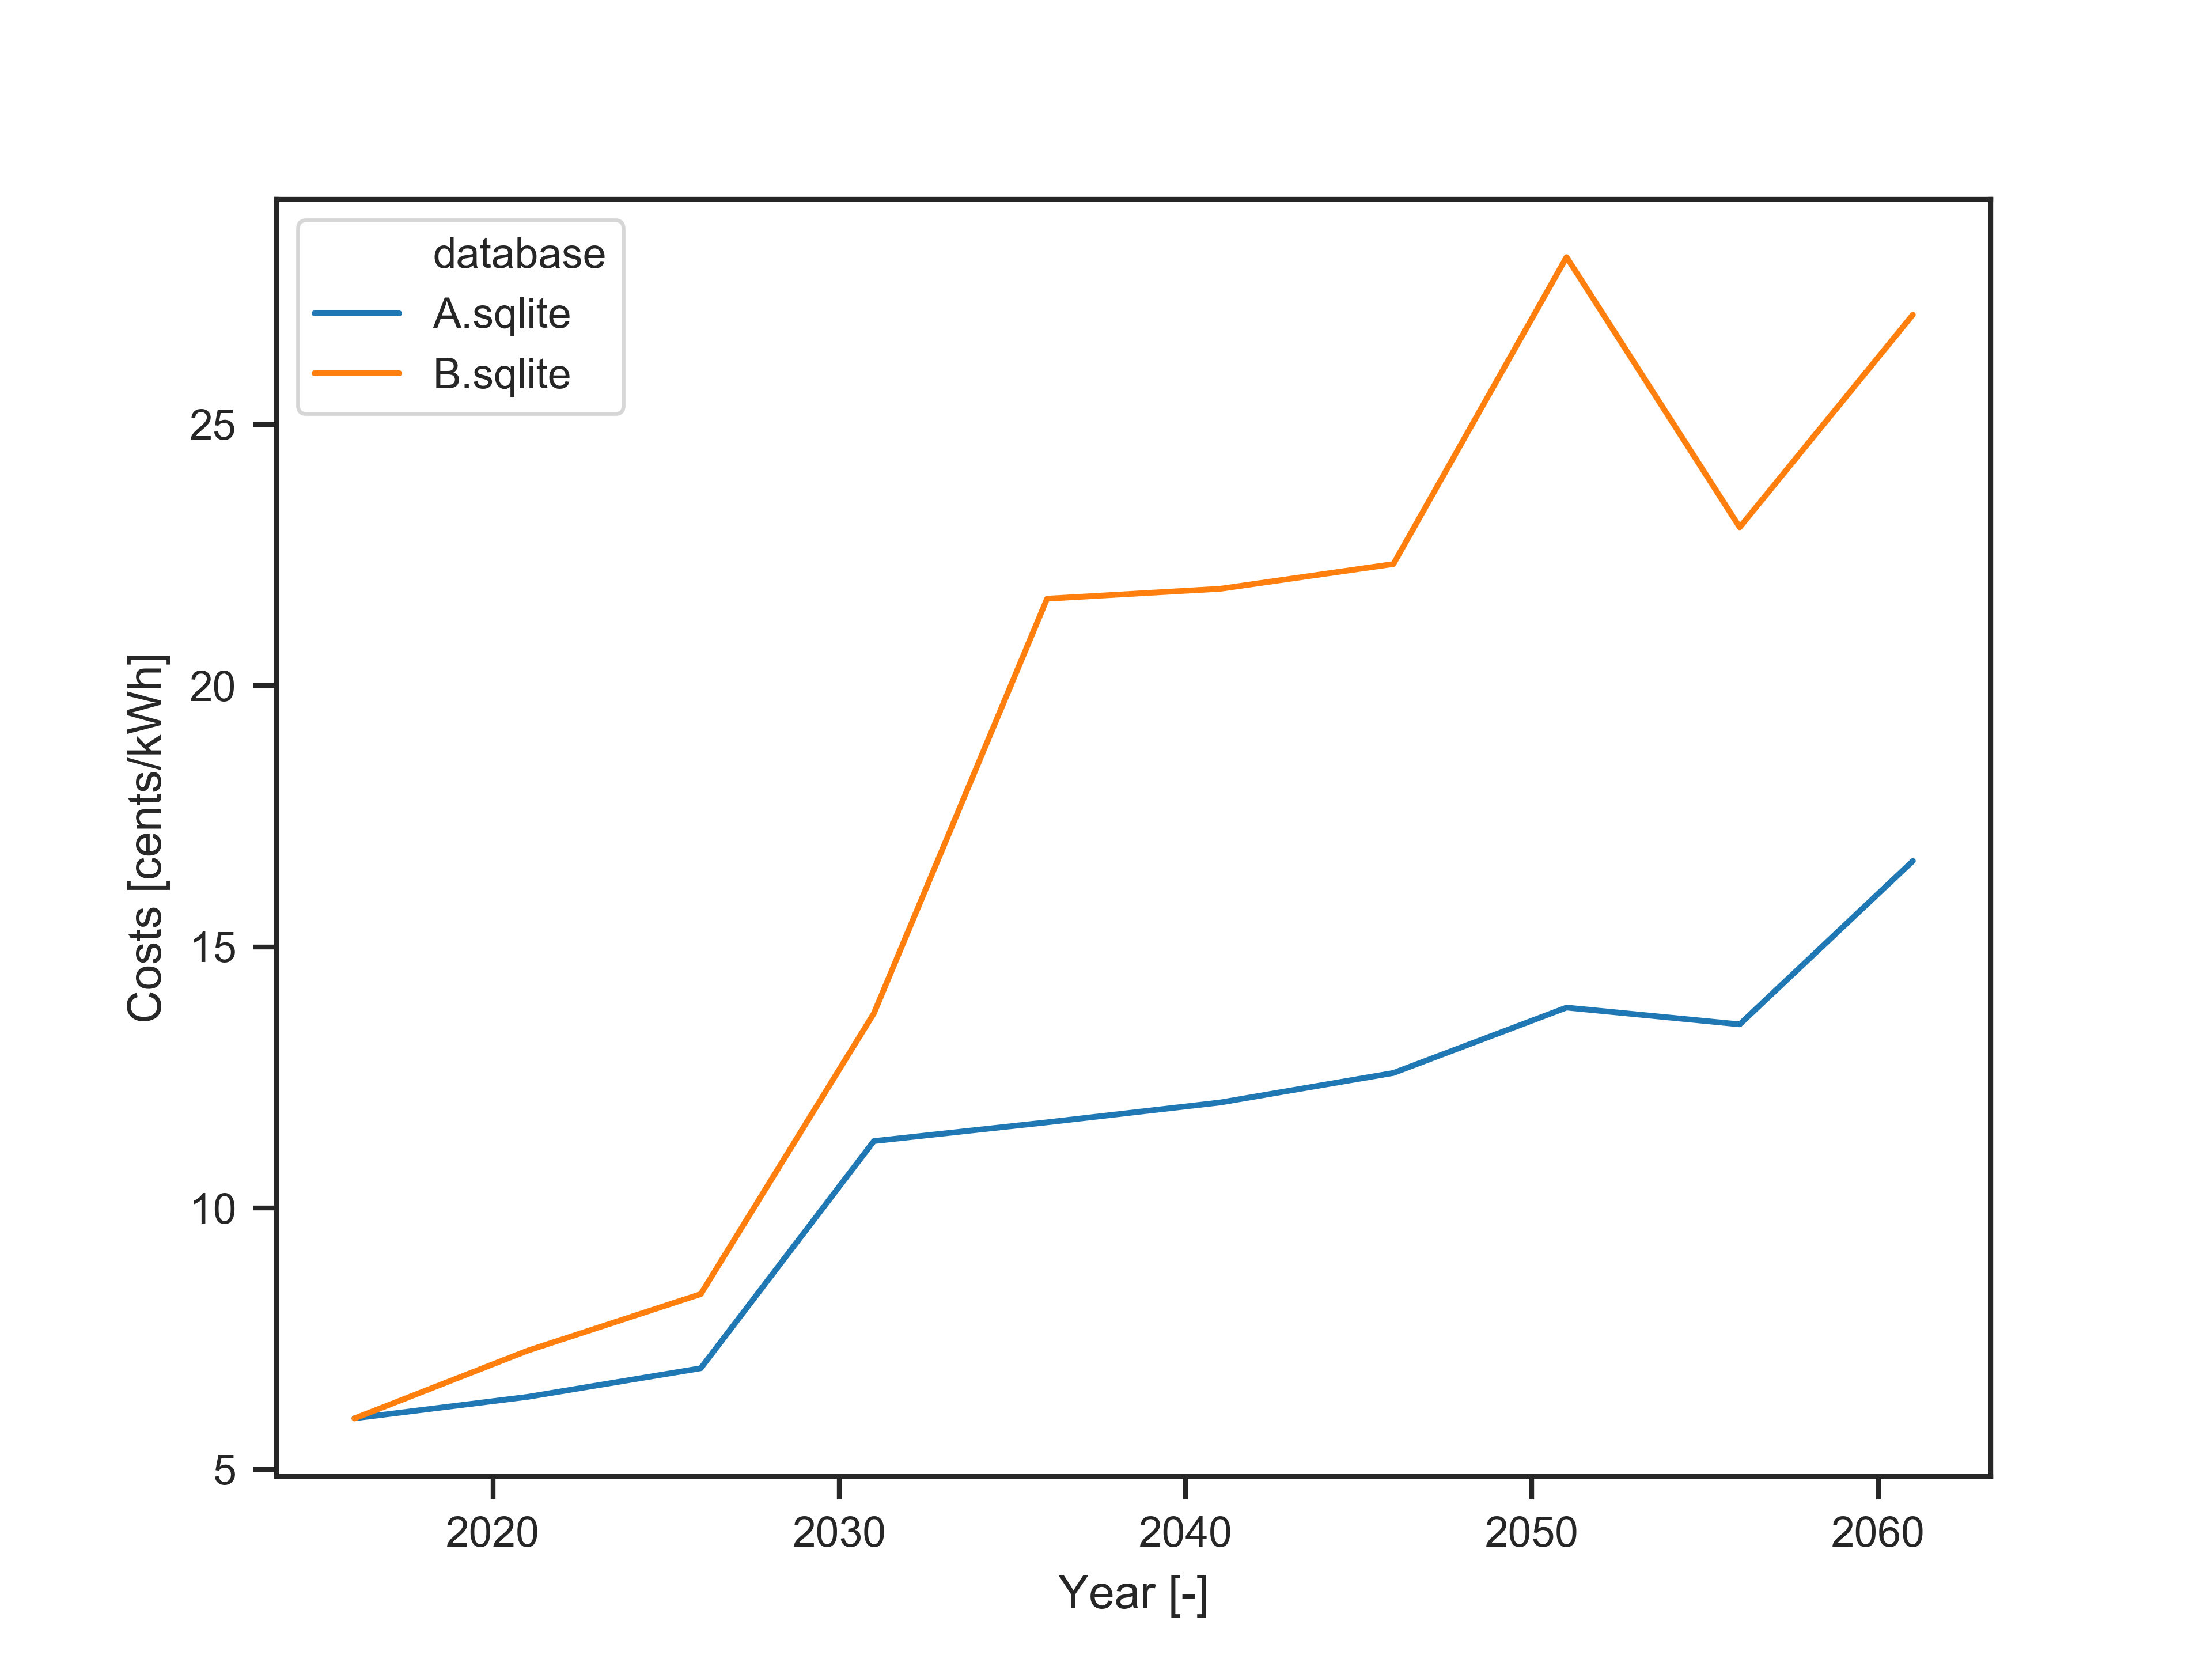 database
A.sqlite
B.sqlite
Costs [cents/kWh]
25
20
15
10
5
2020 2030 2040 2050 2060
Year [-]